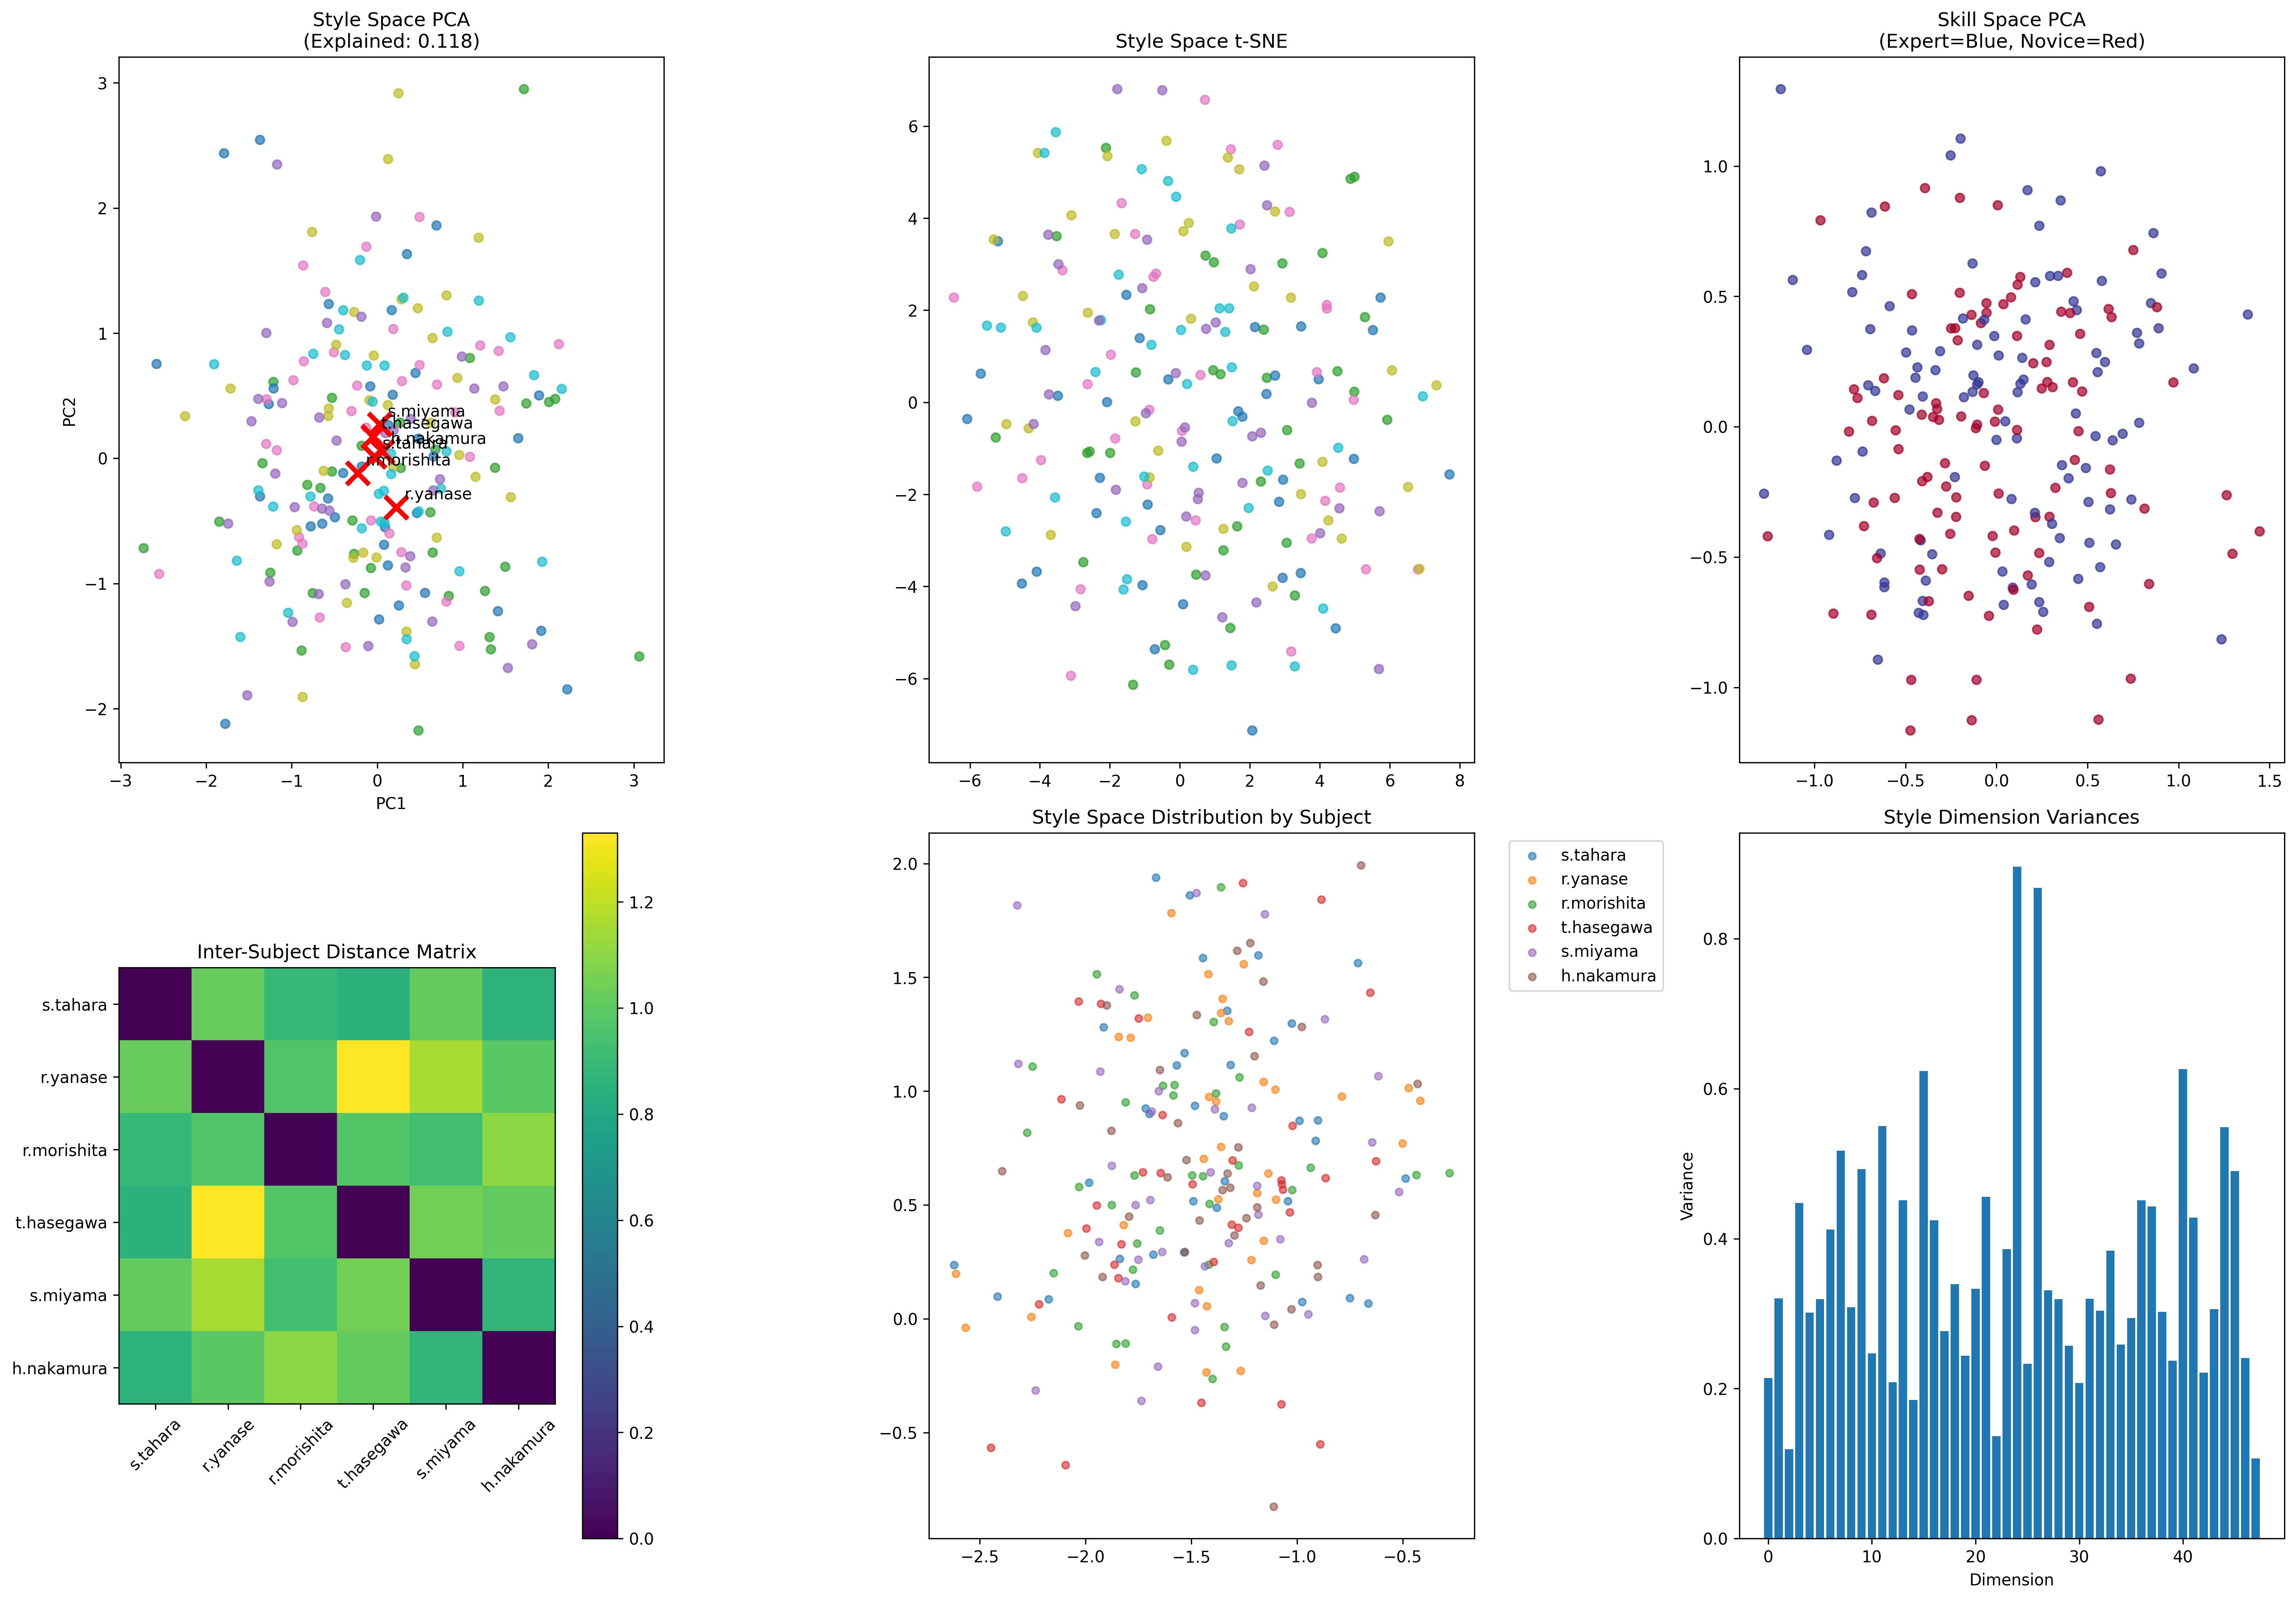 Style Space PCA
(Explained: 0.118)
3
2
1
0
−1
−2
PC2
s.miyama
t.hasegawa
h.nakamura
s.tahara
r.morishita
r.yanase
−3
−2
−1
0
1
2
3
PC1
Style Space t-SNE
6
4
2
0
−2
−4
−6
−6
−4
−2
0
2
4
6
8
Skill Space PCA
(Expert=Blue, Novice=Red)
1.0
0.5
0.0
−0.5
−1.0
−1.0
−0.5
0.0
0.5
1.0
1.5
Inter-Subject Distance Matrix
s.tahara
r.yanase
r.morishita
t.hasegawa
s.miyama
h.nakamura
s.tahara
r.yanase
r.morishita
t.hasegawa
s.miyama
h.nakamura
1.2
1.0
0.8
0.6
0.4
0.2
0.0
Style Space Distribution by Subject
2.0
1.5
1.0
0.5
0.0
−0.5
−2.5
−2.0
−1.5
−1.0
−0.5
s.tahara
r.yanase
r.morishita
t.hasegawa
s.miyama
h.nakamura
Style Dimension Variances
Variance
0.8
0.6
0.4
0.2
0.0
0
10
20
30
40
Dimension